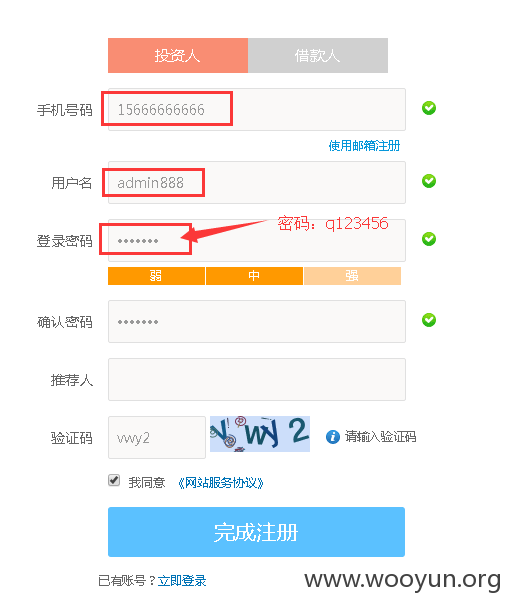 投资人 借款人
手机号码 15666666666
使用邮箱注册
用户名 admin888
密码：q123456
登录密码 •••••••
弱 中 强
确认密码 •••••••
推荐人
验证码 vwy2 vwy2 请输入验证码
我同意 《网站服务协议》
完成注册
已有账号？立即登录
www.wooyun.org